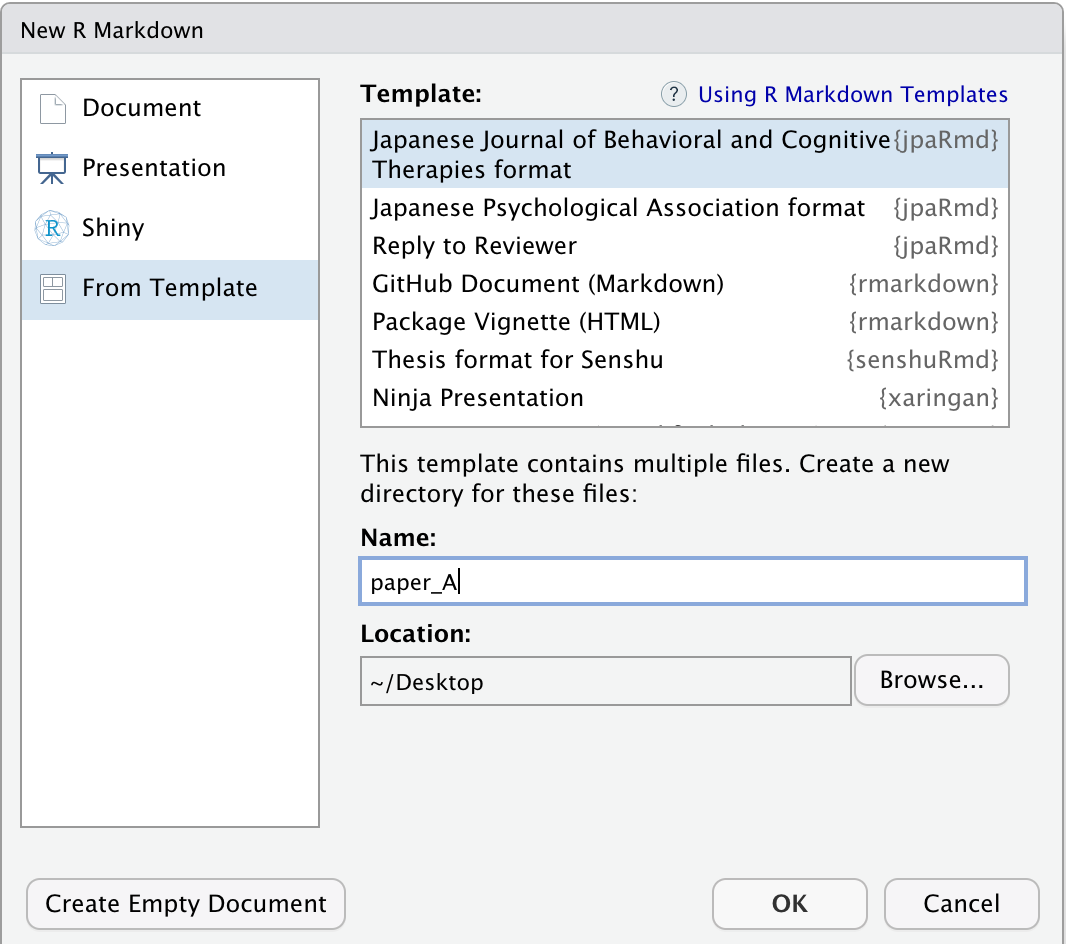 New R Markdown
Document
Presentation
R
Shiny
From Template
Template:
? Using R Markdown Templates
Japanese Journal of Behavioral and Cognitive {jpaRmd}
Therapies format
Japanese Psychological Association format {jpaRmd}
Reply to Reviewer {jpaRmd}
GitHub Document (Markdown) {rmarkdown}
Package Vignette (HTML) {rmarkdown}
Thesis format for Senshu {senshuRmd}
Ninja Presentation {xaringan}
This template contains multiple files. Create a new
directory for these files:
Name:
paper_A
Location:
~/Desktop
Browse...
Create Empty Document
OK
Cancel